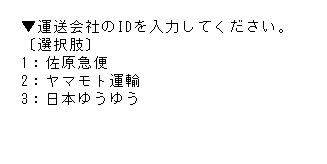 ▼運送会社のIDを入力してください。
〔選択肢〕
1：佐原急便
2：ヤマモト運輸
3：日本ゆうゆう